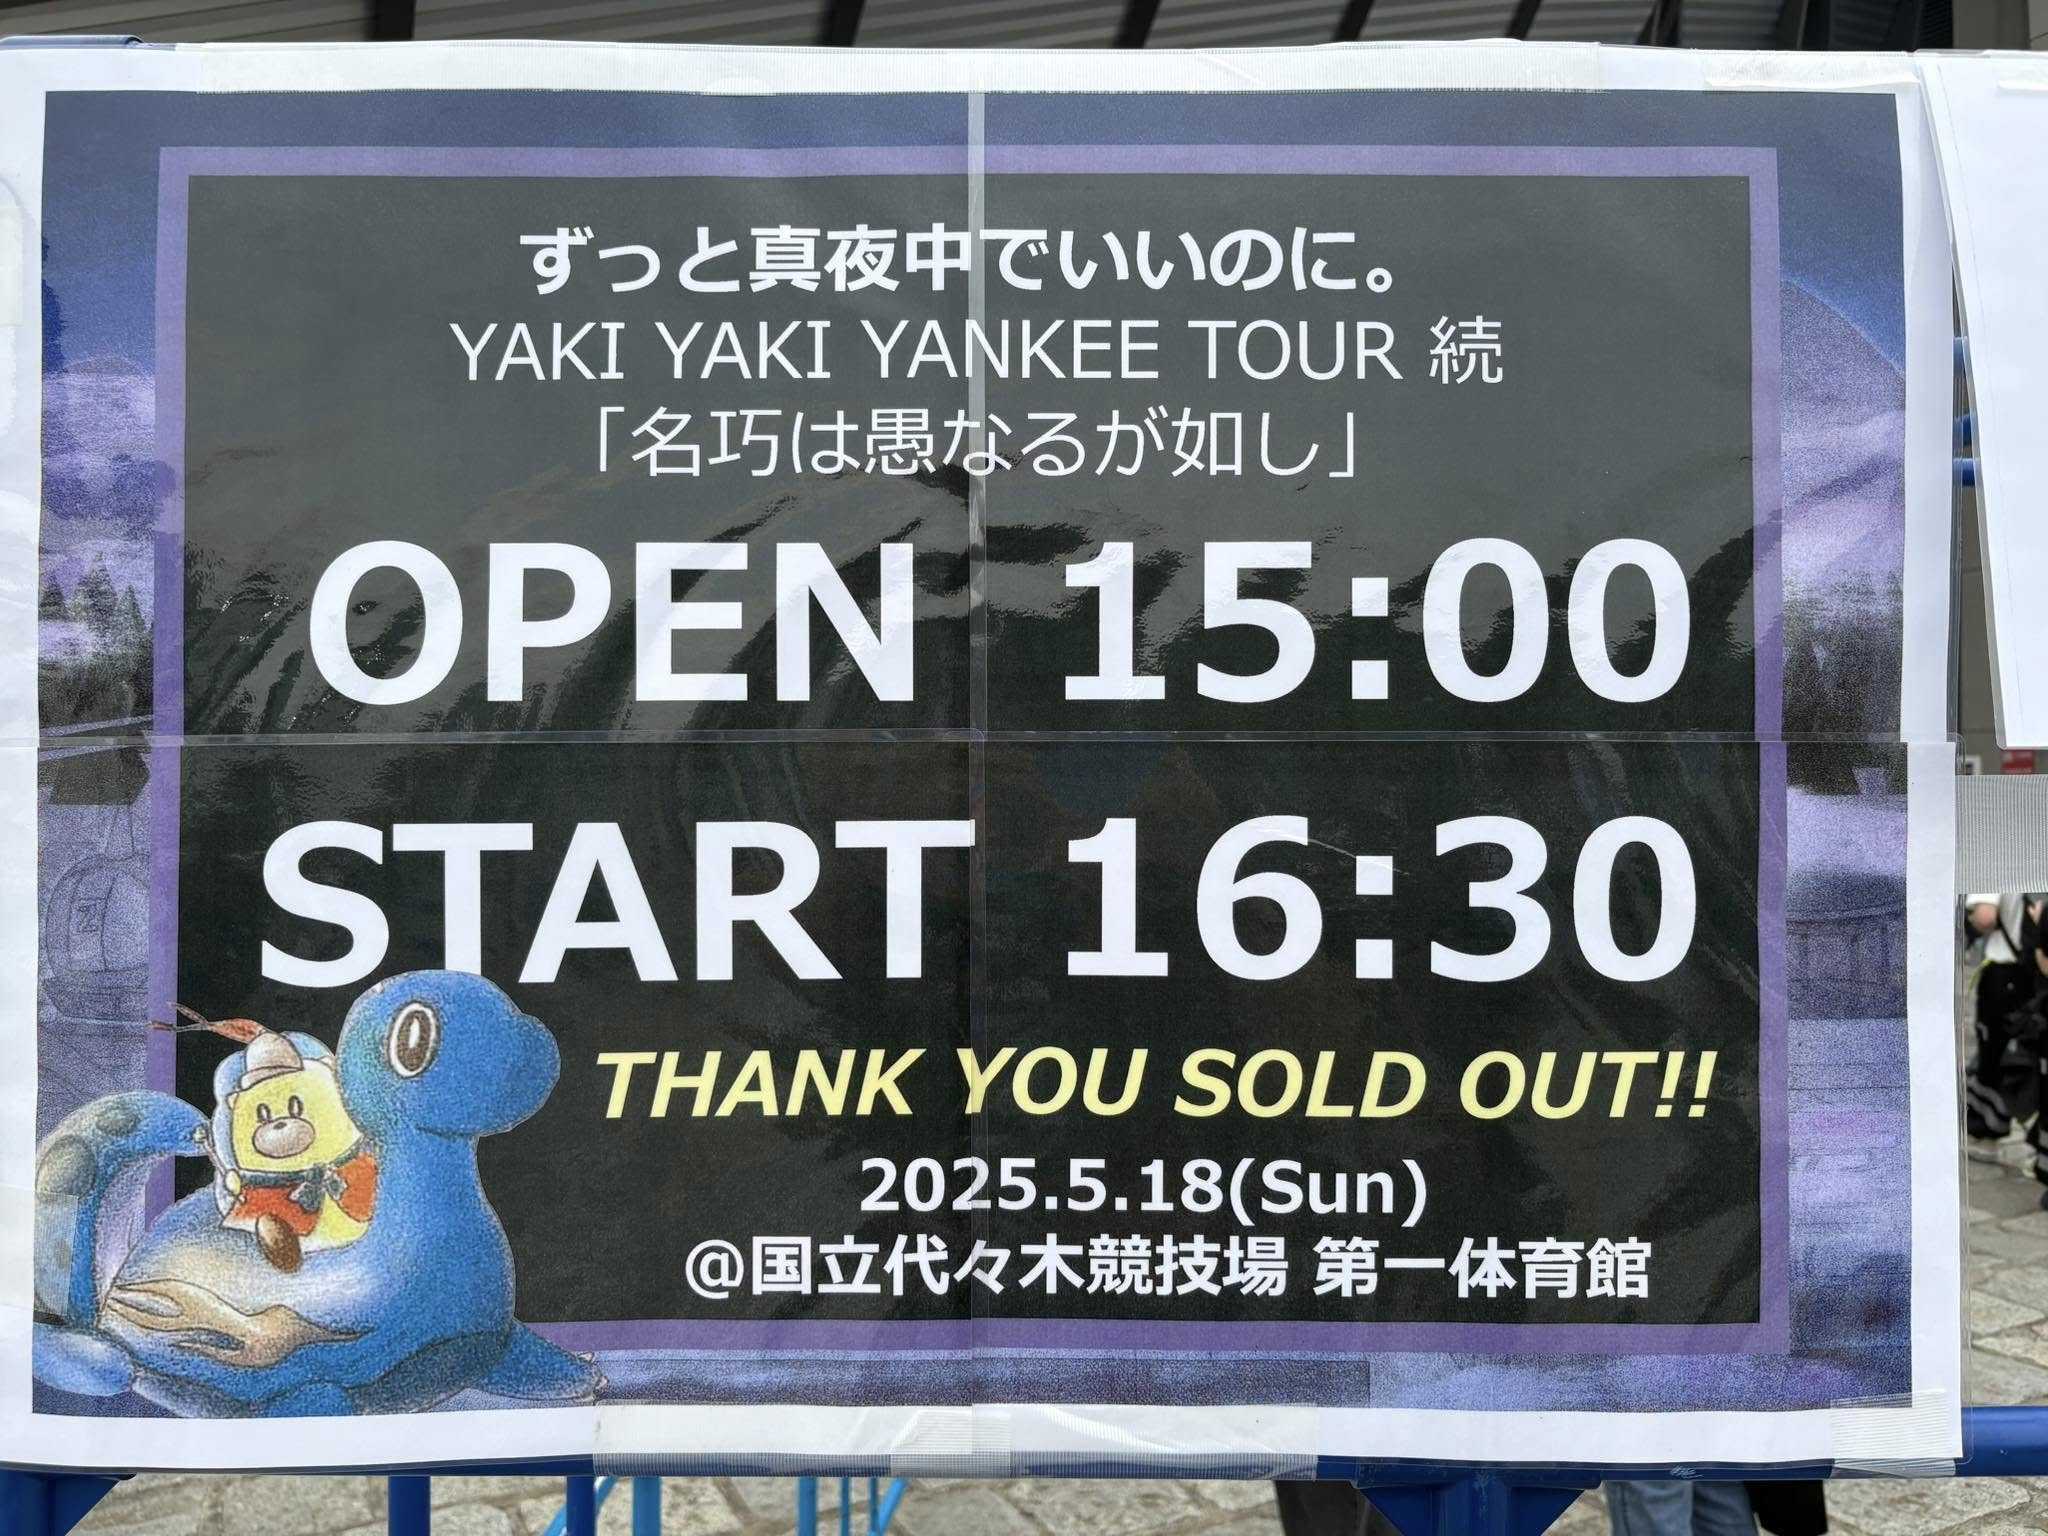 ずっと真夜中でいいのに。
YAKI YAKI YANKEE TOUR 続
「名巧は愚なるが如し」
OPEN 15:00
START 16:30
THANK YOU SOLD OUT!!
2025.5.18(Sun)
@国立代々木競技場 第一体育館